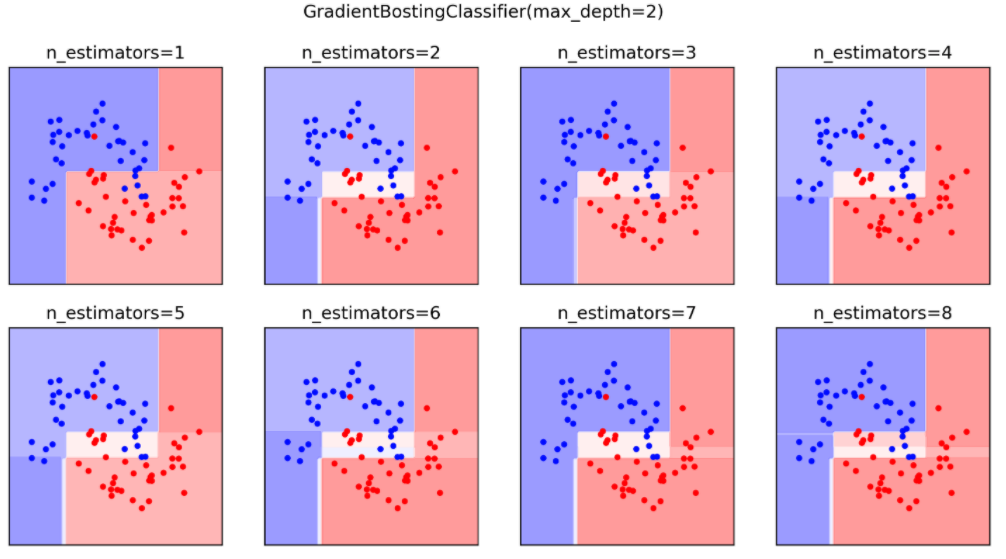 GradientBostingClassifier(max_depth=2)
n_estimators=1
n_estimators=2
n_estimators=3
n_estimators=4
n_estimators=5
n_estimators=6
n_estimators=7
n_estimators=8